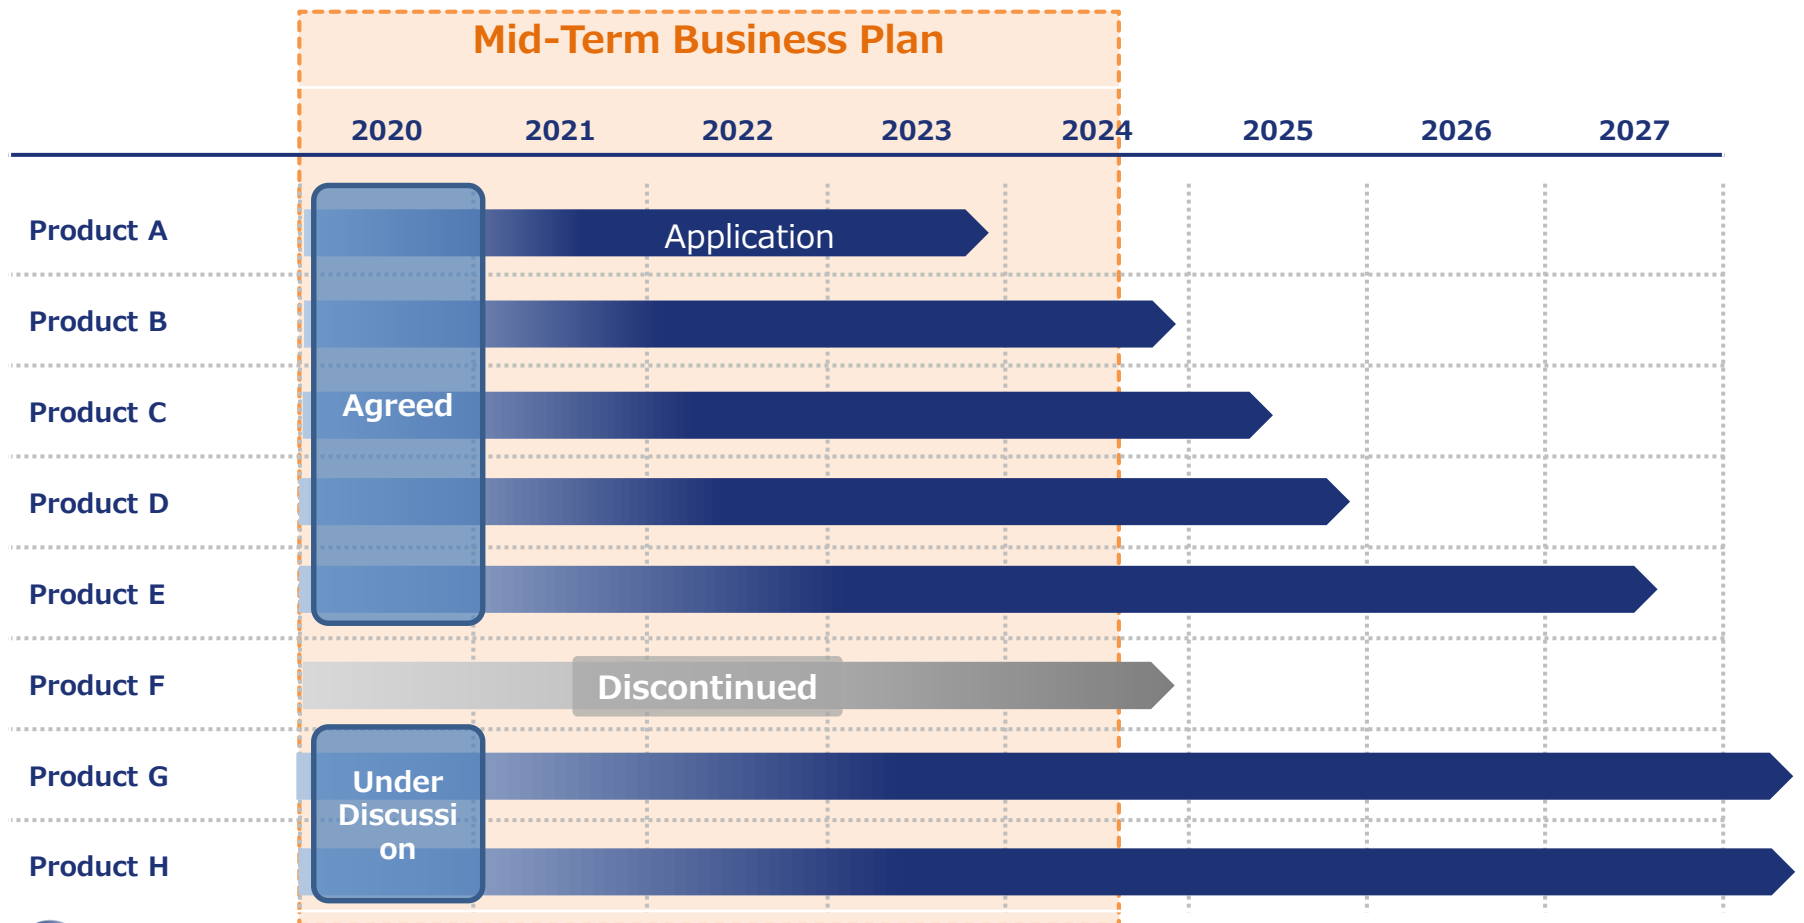 Mid-Term Business Plan
2020 2021 2022 2023 2024 2025 2026 2027
Product A
Application
Product B
Product C
Agreed
Product D
Product E
Product F
Discontinued
Product G
Under
Discussi
on
Product H